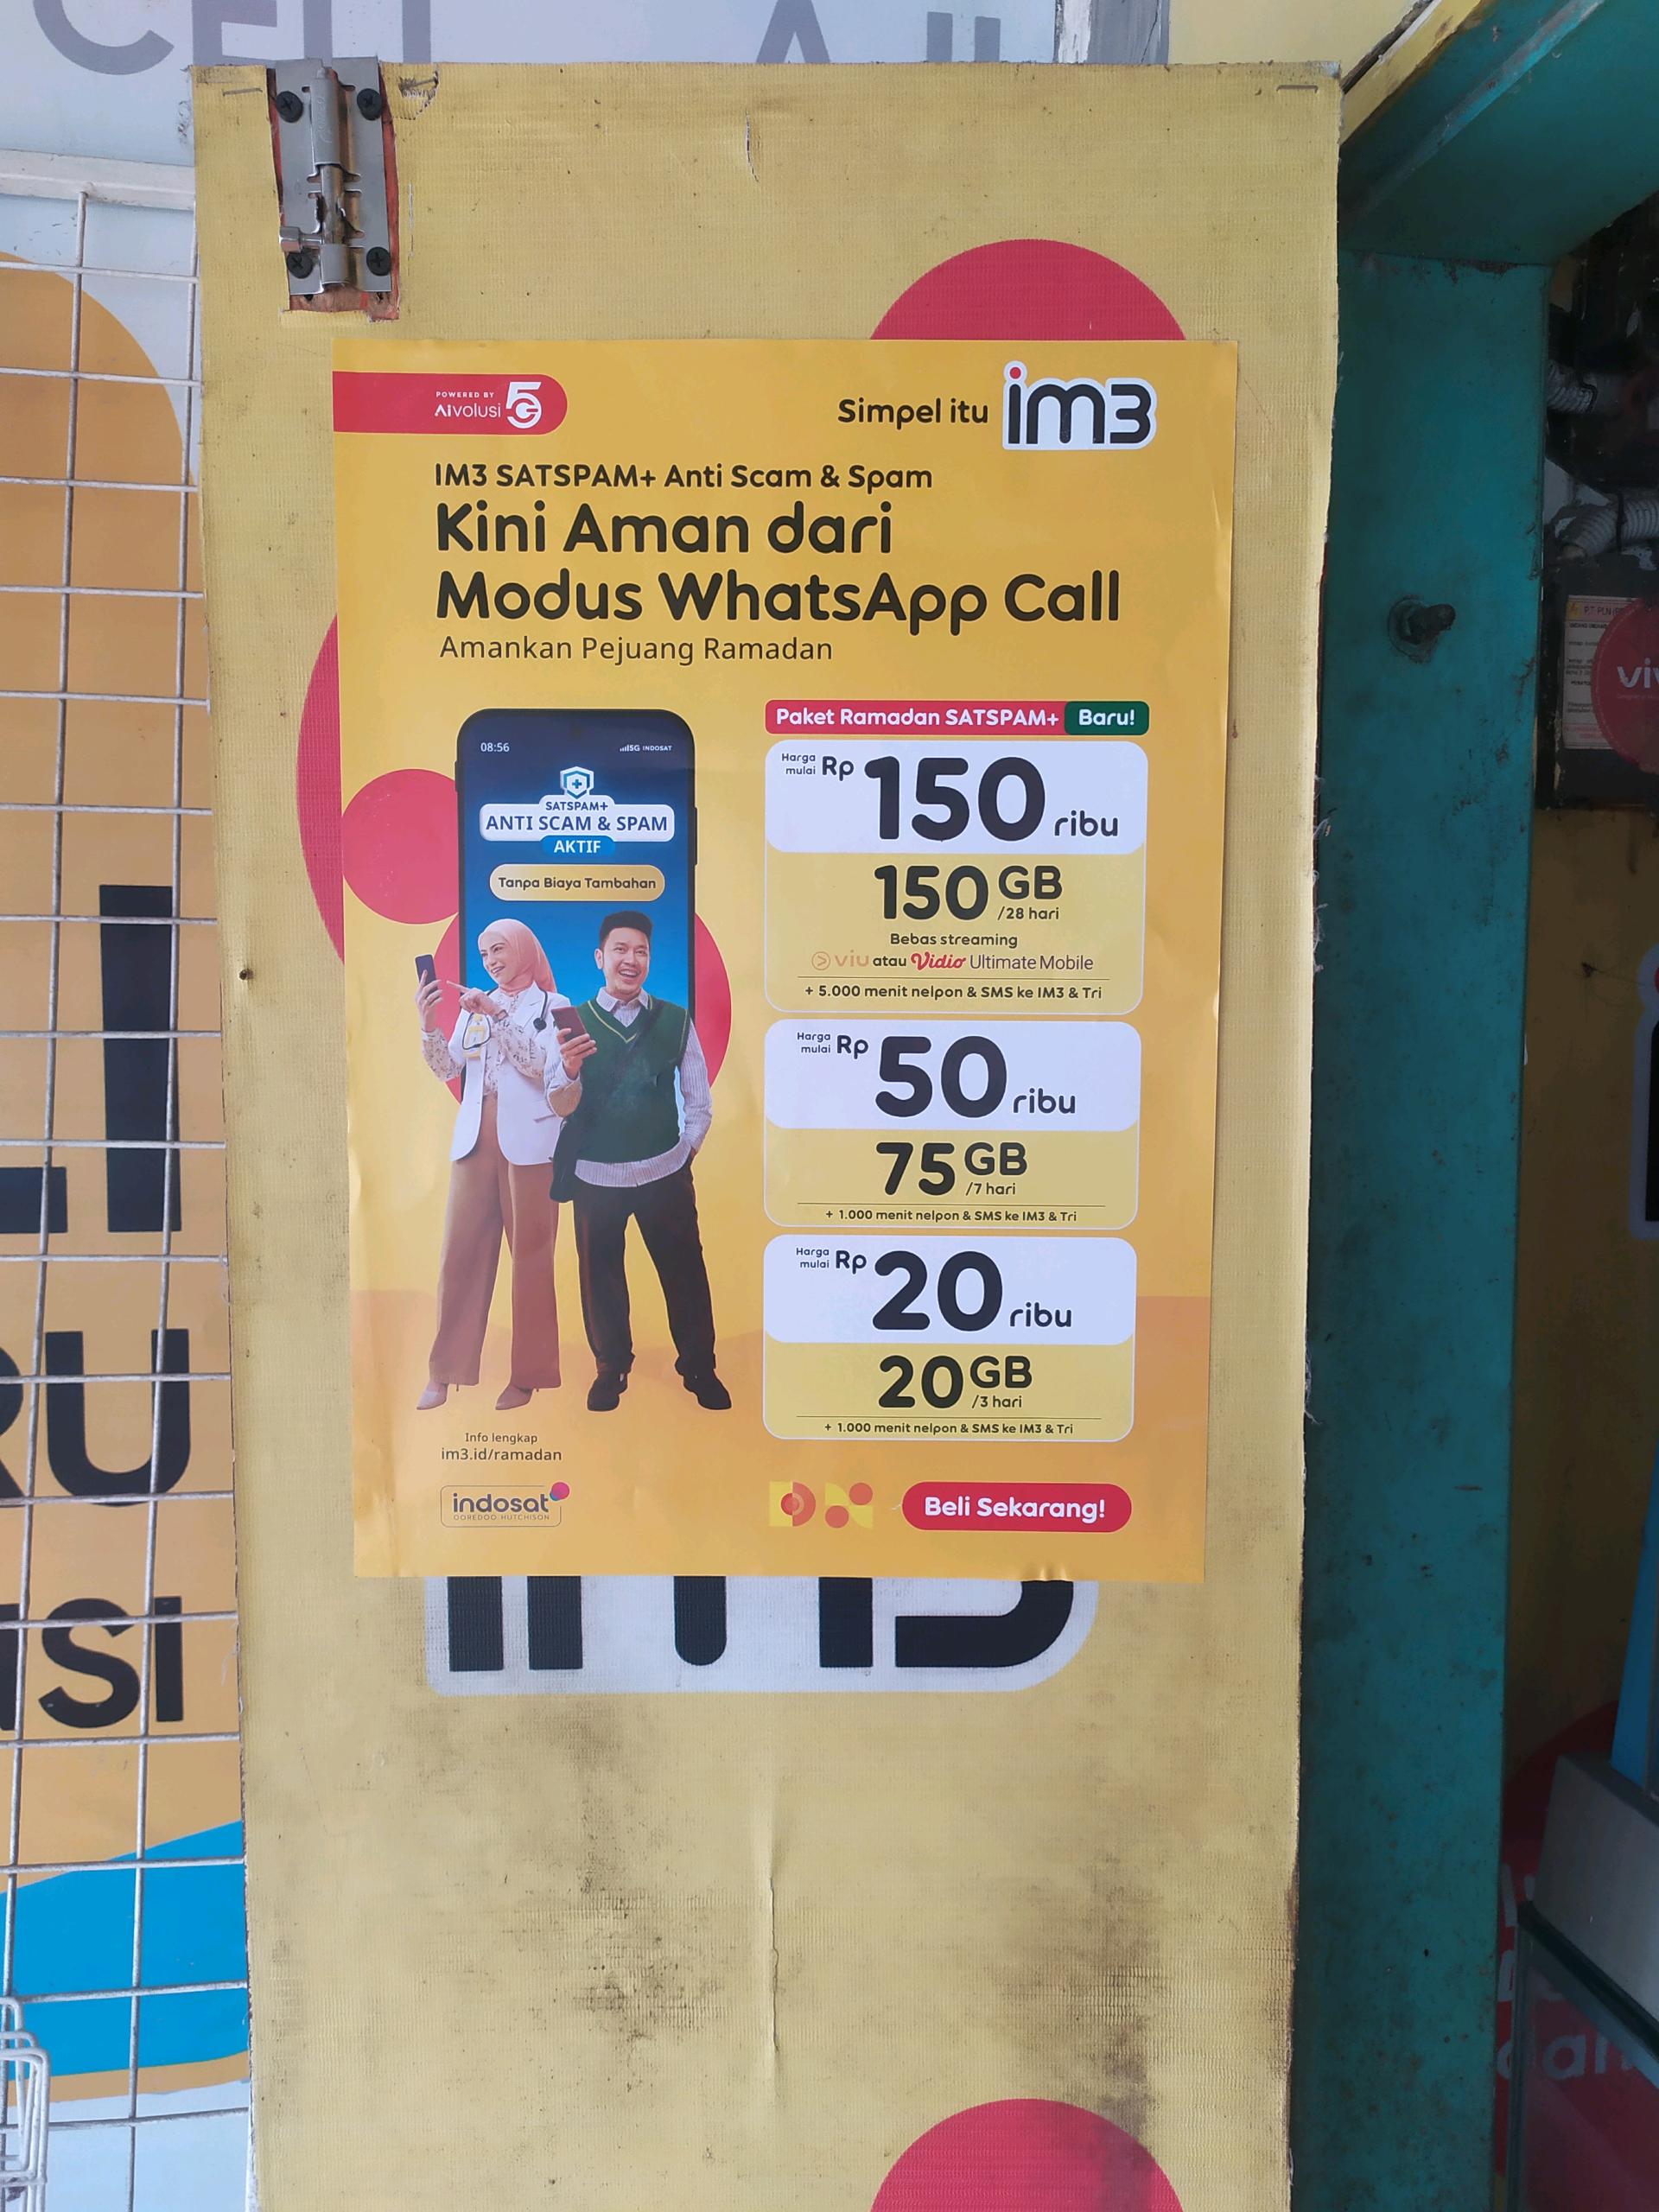 POWERED BY
AIVOLUSI 5G
Simpel itu im3
IM3 SATSPAM+ Anti Scam & Spam
Kini Aman dari
Modus WhatsApp Call
Amankan Pejuang Ramadan
08:56
5G INDOSAT
SATSPAM+
ANTI SCAM & SPAM
AKTIF
Tanpa Biaya Tambahan
Paket Ramadan SATSPAM+ Baru!
Harga mulai Rp 150 ribu
150 GB /28 hari
Bebas streaming
viu atau Vidio Ultimate Mobile
+ 5.000 menit nelpon & SMS ke IM3 & Tri
Harga mulai Rp 50 ribu
75 GB /7 hari
+ 1.000 menit nelpon & SMS ke IM3 & Tri
Harga mulai Rp 20 ribu
20 GB /3 hari
+ 1.000 menit nelpon & SMS ke IM3 & Tri
Info lengkap
im3.id/ramadan
indosat
OOREDOO HUTCHISON
Beli Sekarang!